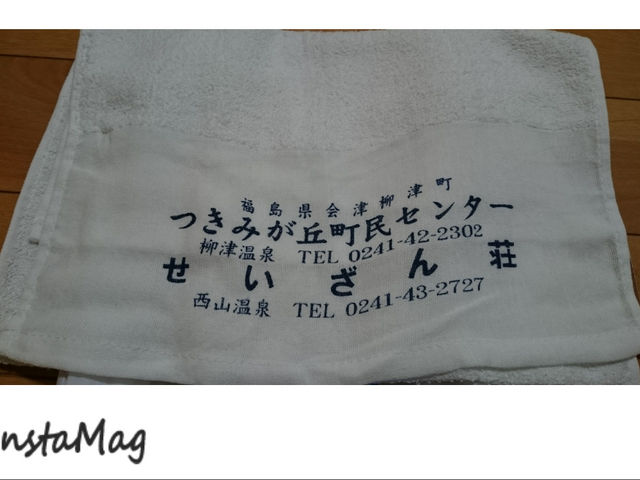 福島県会津柳津町
つきみが丘町民センター
柳津温泉 TEL 0241-42-2302
せいざん荘
西山温泉 TEL 0241-43-2727
nstaMag